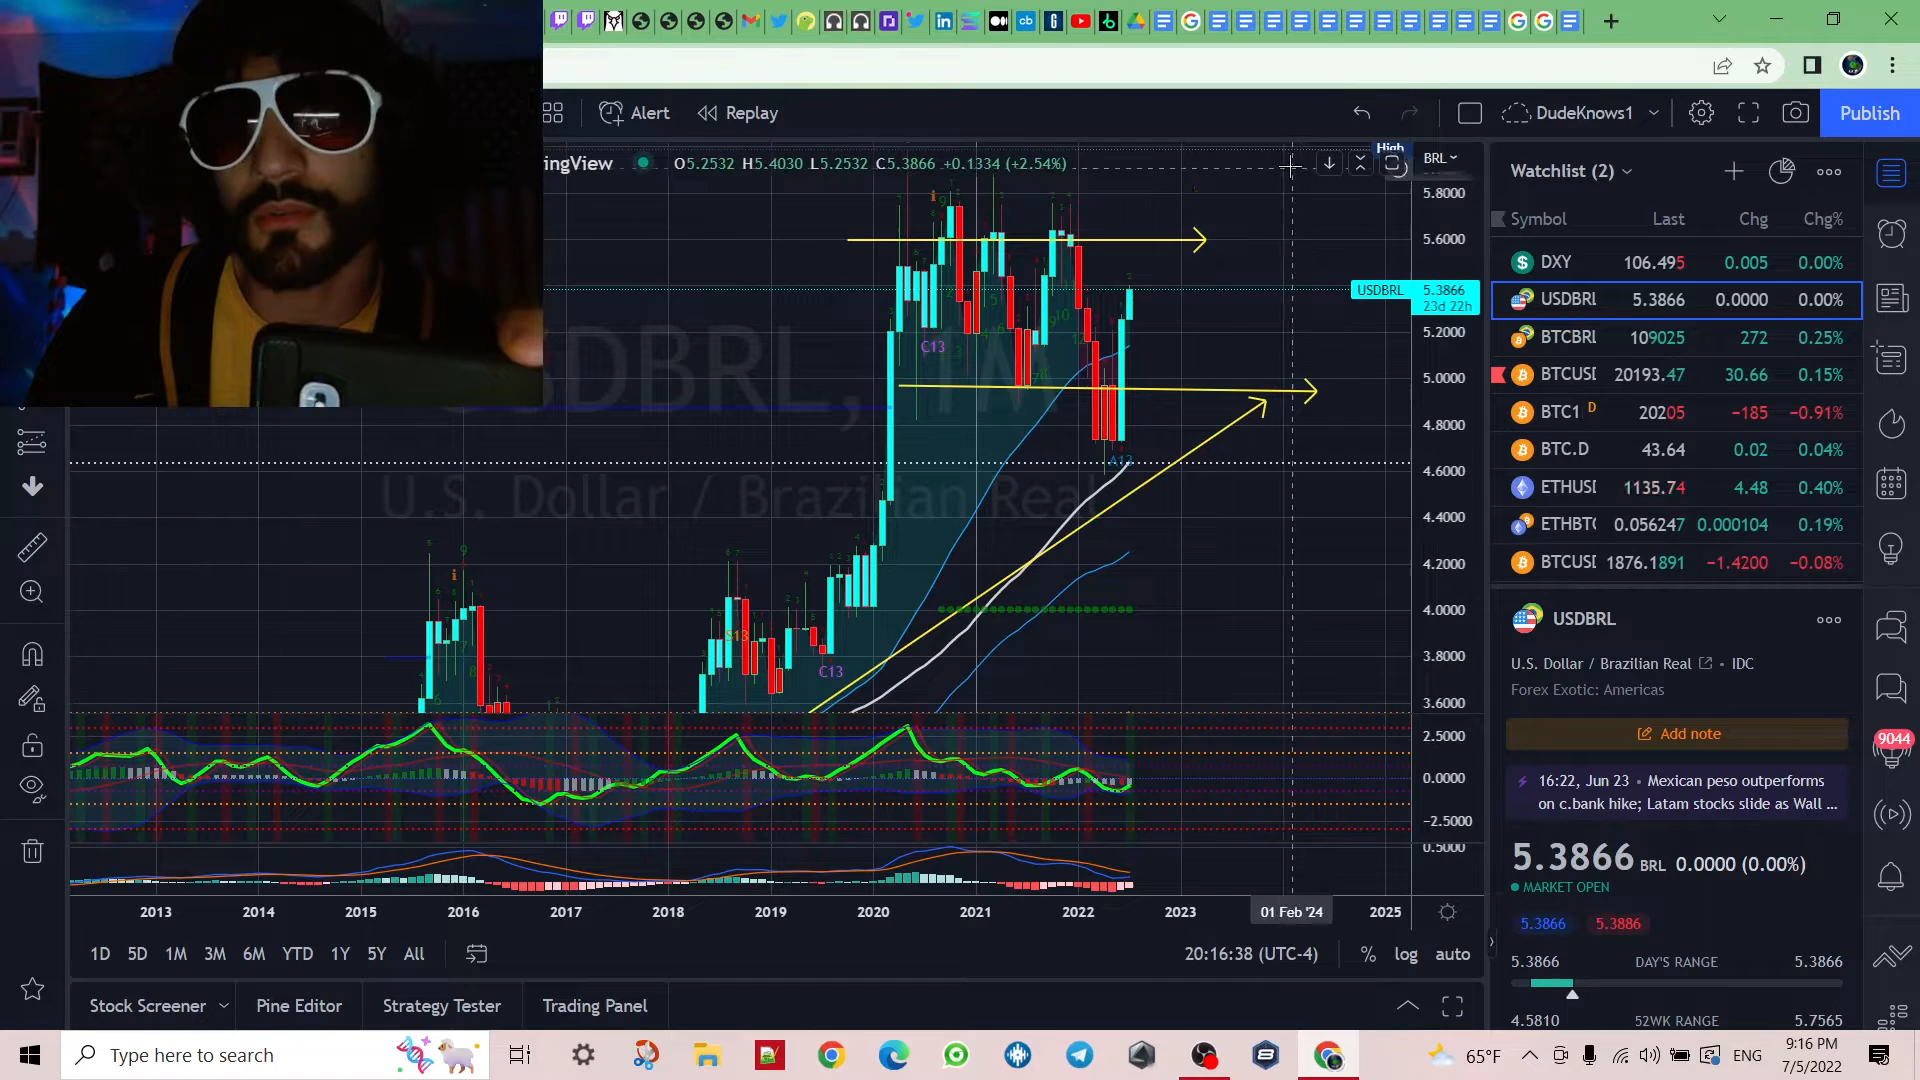 Alert
Replay
DudeKnows1
Publish
ingView
O5.2532 H5.4030 L5.2532 C5.3866 +0.1334 (+2.54%)
High
BRL
5.8000
5.6000
USDBRL 5.3866
23d 22h
5.2000
5.0000
4.8000
4.6000
4.4000
4.2000
4.0000
3.8000
3.6000
2.5000
0.0000
−2.5000
0.5000
USDBRL, 1M
U.S. Dollar / Brazilian Real
C13
A13
S13
C13
2013 2014 2015 2016 2017 2018 2019 2020 2021 2022 2023 01 Feb '24 2025
1D 5D 1M 3M 6M YTD 1Y 5Y All
20:16:38 (UTC-4)
% log auto
Stock Screener Pine Editor Strategy Tester Trading Panel
Watchlist (2)
Symbol Last Chg Chg%
DXY 106.495 0.005 0.00%
USDBRL 5.3866 0.0000 0.00%
BTCBRL 109025 272 0.25%
BTCUSD 20193.47 30.66 0.15%
BTC1 D 20205 −185 −0.91%
BTC.D 43.64 0.02 0.04%
ETHUSD 1135.74 4.48 0.40%
ETHBTC 0.056247 0.000104 0.19%
BTCUSD 1876.1891 −1.4200 −0.08%
USDBRL
U.S. Dollar / Brazilian Real • IDC
Forex Exotic: Americas
Add note
16:22, Jun 23 • Mexican peso outperforms
on c.bank hike; Latam stocks slide as Wall ...
5.3866 BRL 0.0000 (0.00%)
MARKET OPEN
5.3866 5.3886
5.3866 DAY'S RANGE 5.3866
4.5810 52WK RANGE 5.7565
9044
Type here to search
65°F
ENG
9:16 PM
7/5/2022